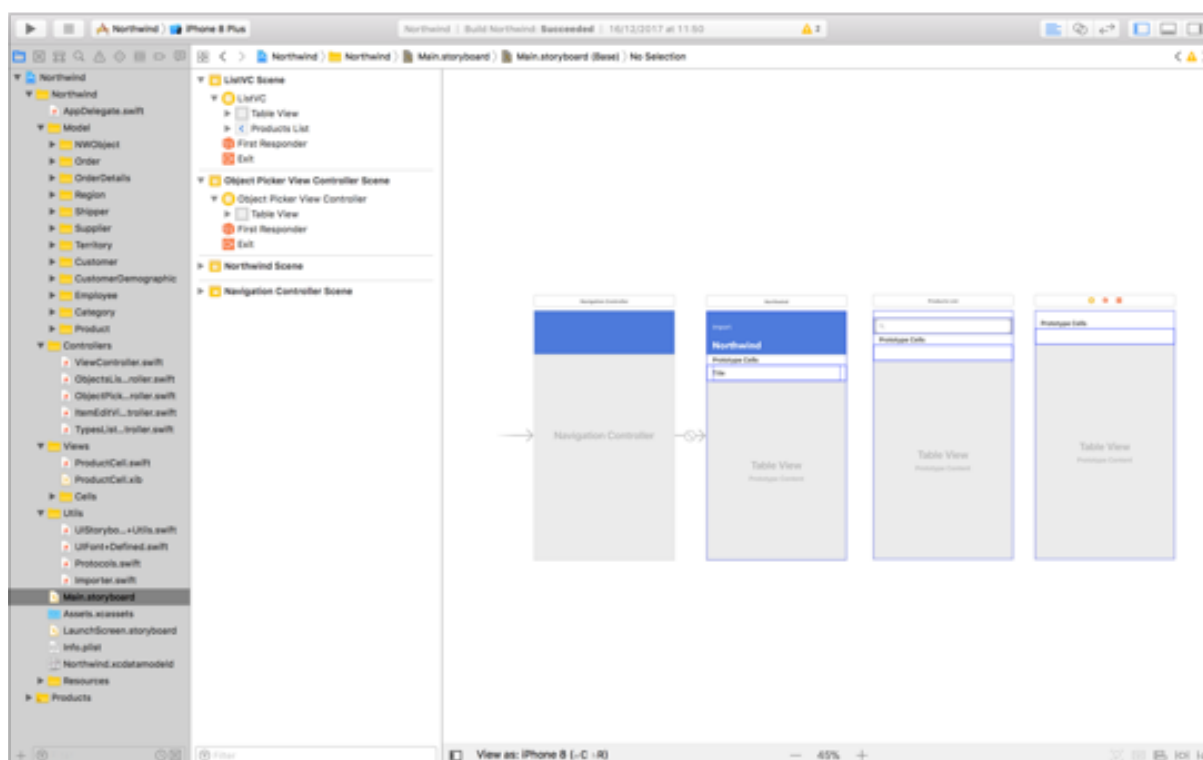 Northwind iPhone 8 Plus
Northwind | Build Northwind: Succeeded | 16/12/2017 at 11:50 2
Northwind Northwind Main.storyboard Main.storyboard (Base) No Selection
Northwind
Northwind
AppDelegate.swift
Model
NWObject
Order
OrderDetails
Region
Shipper
Supplier
Territory
Customer
CustomerDemographic
Employee
Category
Product
Controllers
ViewController.swift
ObjectsLis...roller.swift
ObjectPick...roller.swift
ItemEditVi...troller.swift
TypesList...troller.swift
Views
ProductCell.swift
ProductCell.xib
Cells
Utils
UIStorybo...+Utils.swift
UIFont+Defined.swift
Protocols.swift
Importer.swift
Main.storyboard
Assets.xcassets
LaunchScreen.storyboard
Info.plist
Northwind.xcdatamodeld
Resources
Products
ListVC Scene
ListVC
Table View
Products List
First Responder
Exit
Object Picker View Controller Scene
Object Picker View Controller
Table View
First Responder
Exit
Northwind Scene
Navigation Controller Scene
Filter
Navigation Controller
Navigation Controller
Northwind
Import
Northwind
Prototype Cells
Title
Table View
Prototype Content
Products List
Prototype Cells
Table View
Prototype Content
Prototype Cells
Table View
Prototype Content
View as: iPhone 8 (
C
R)
— 45% +